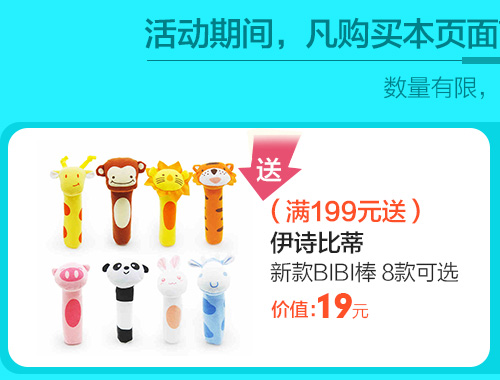 活动期间，凡购买本页面
数量有限，
送
（满199元送）
伊诗比蒂
新款BIBI棒 8款可选
价值:19元